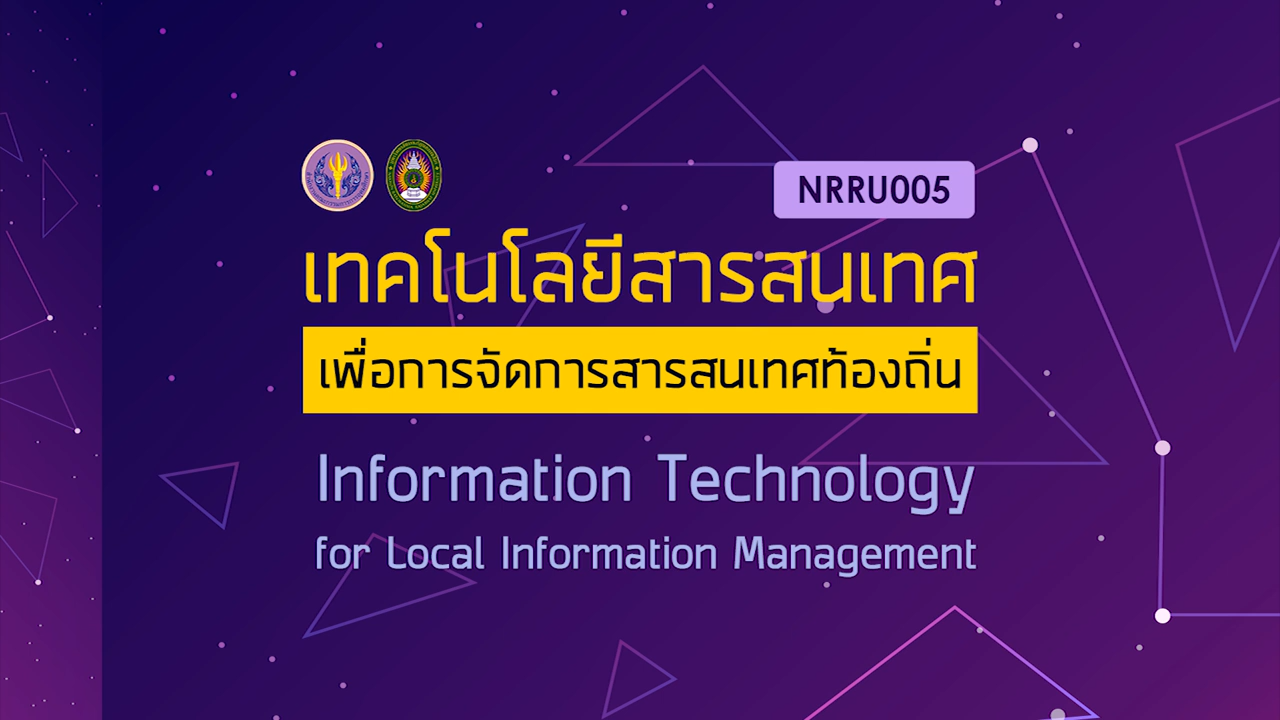 NRRU005
เทคโนโลยีสารสนเทศ
เพื่อการจัดการสารสนเทศท้องถิ่น
Information Technology
for Local Information Management